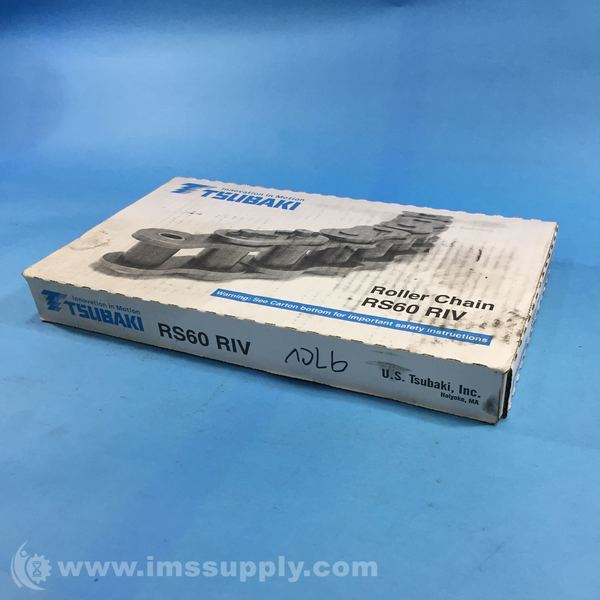 Innovation in Motion
TSUBAKI
Roller Chain
RS60 RIV
Warning: See Carton bottom for important safety instructions
Innovation in Motion
TSUBAKI
RS60 RIV
U.S. Tsubaki, Inc.
Holyoke, MA
www.imssupply.com